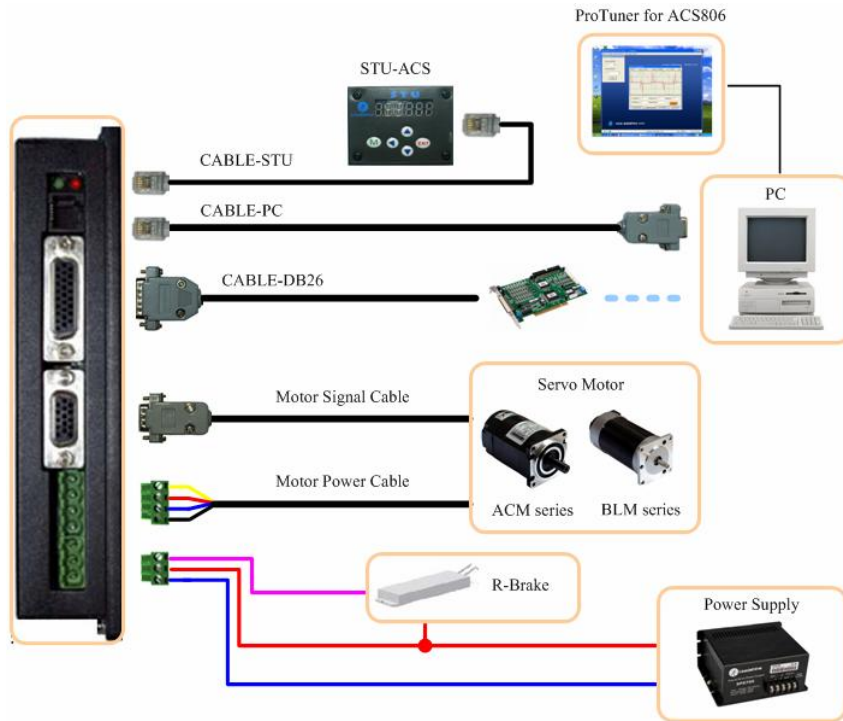 ProTuner for ACS806
STU-ACS
STU
CABLE-STU
CABLE-PC
PC
CABLE-DB26
Motor Signal Cable
Servo Motor
Motor Power Cable
ACM series
BLM series
R-Brake
Power Supply